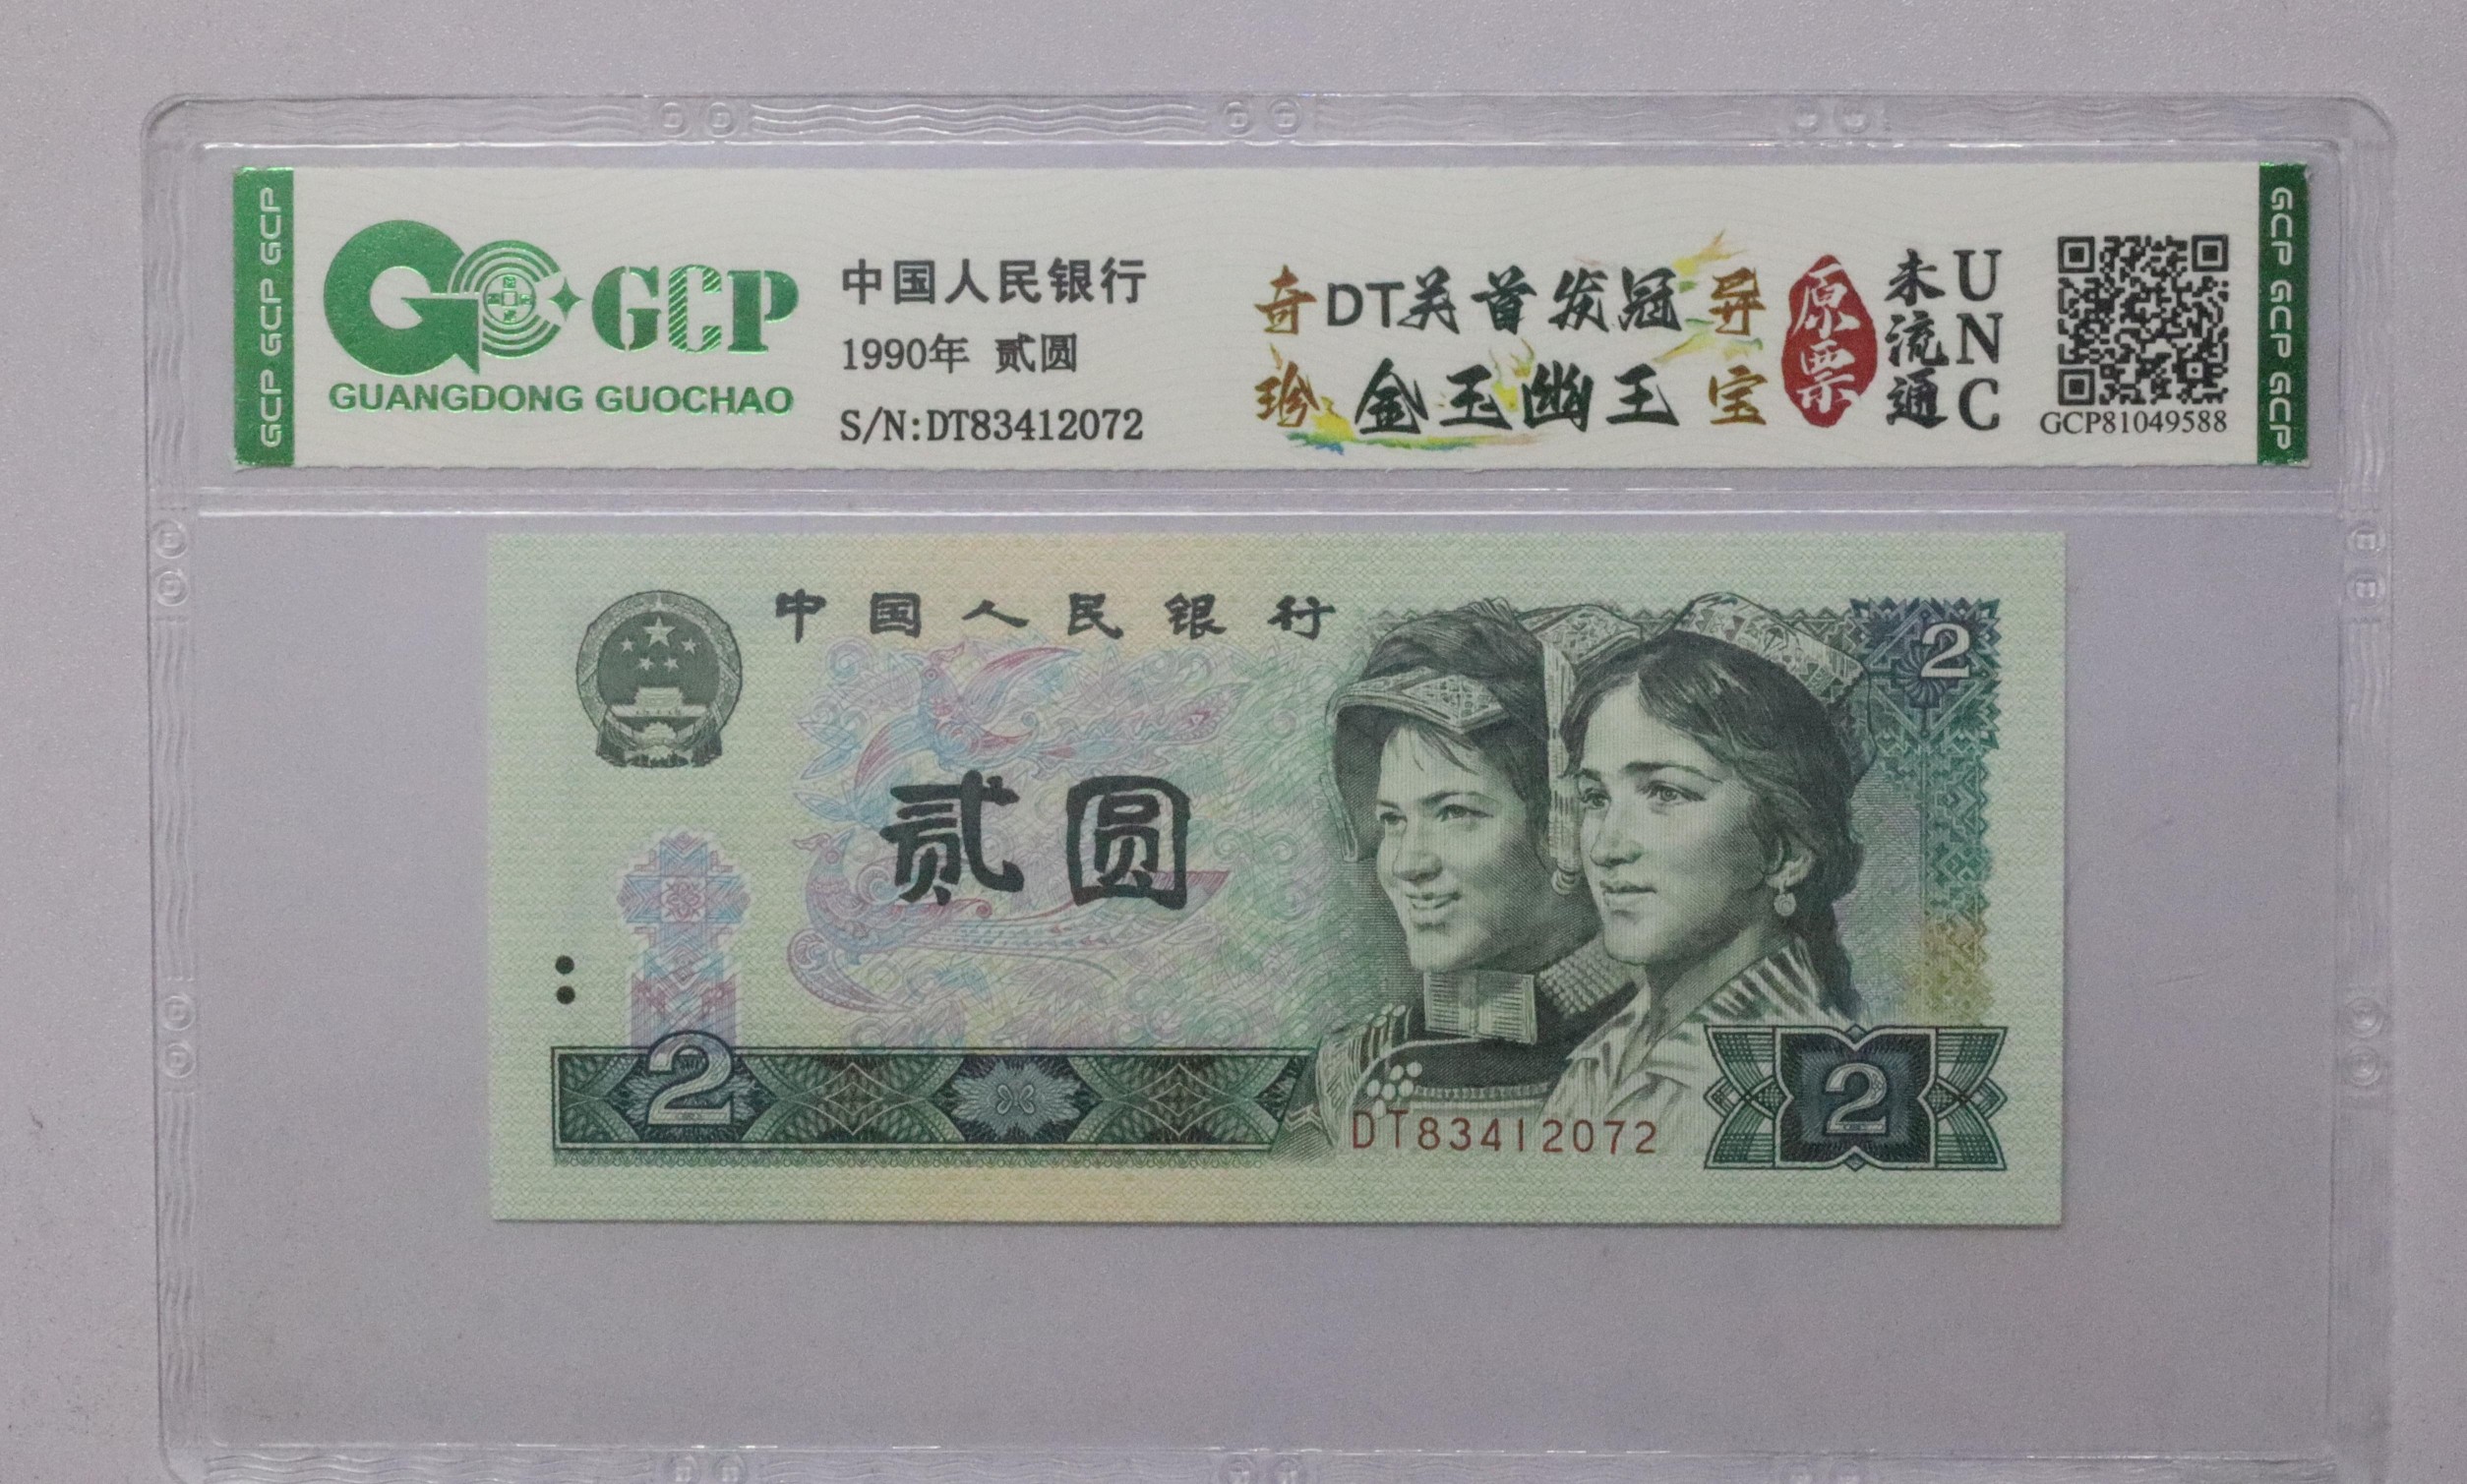 GCP GCP GCP
GCP
GUANGDONG GUOCHAO
中国人民银行
1990年 贰圆
S/N:DT83412072
奇珍
DT关首发冠
金玉幽王
异宝
原票
未流通
UNC
GCP81049588
GCP GCP GCP
中国人民银行
2
贰圆
2
DT83412072
2